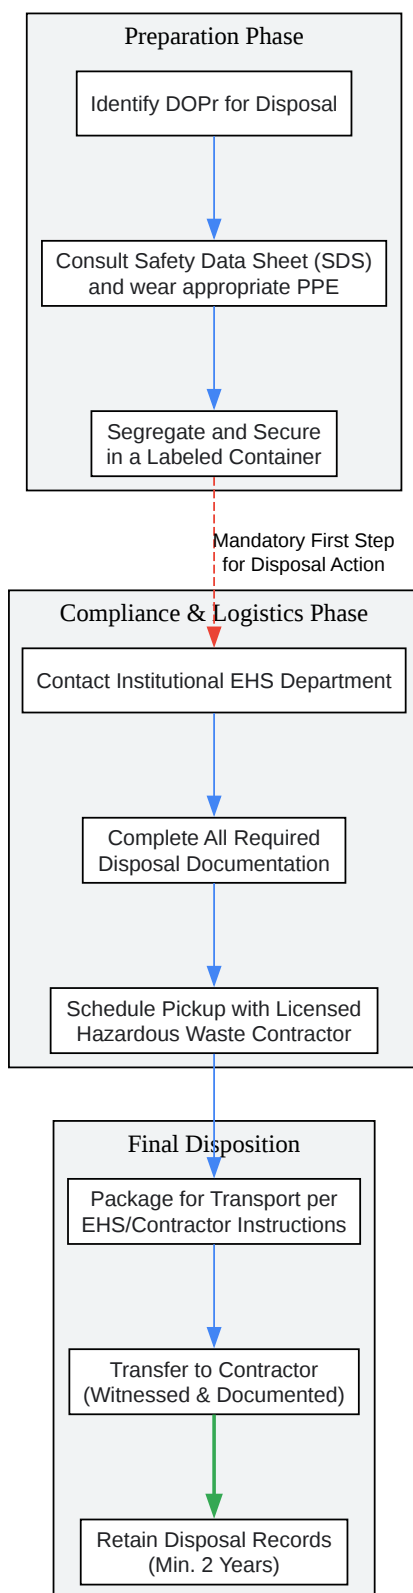 Preparation Phase
Identify DOPr for Disposal
Consult Safety Data Sheet (SDS)
and wear appropriate PPE
Segregate and Secure
in a Labeled Container
Mandatory First Step
for Disposal Action
Compliance & Logistics Phase
Contact Institutional EHS Department
Complete All Required
Disposal Documentation
Schedule Pickup with Licensed
Hazardous Waste Contractor
Final Disposition
Package for Transport per
EHS/Contractor Instructions
Transfer to Contractor
(Witnessed & Documented)
Retain Disposal Records
(Min. 2 Years)